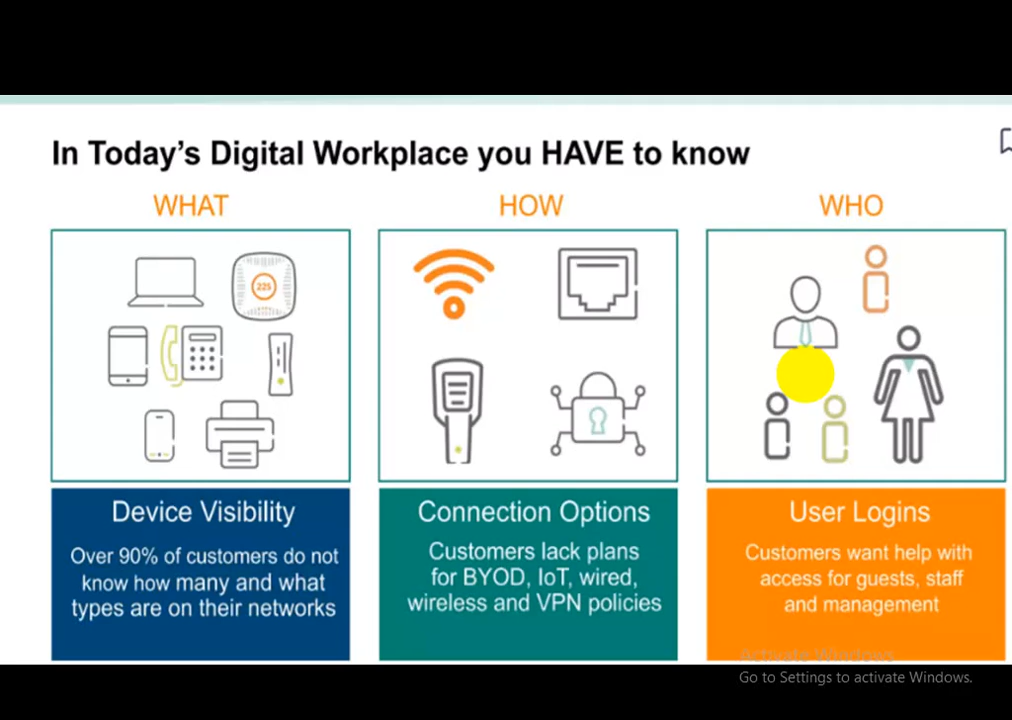 In Today's Digital Workplace you HAVE to know
WHAT
HOW
WHO
225
Device Visibility
Over 90% of customers do not
know how many and what
types are on their networks
Connection Options
Customers lack plans
for BYOD, IoT, wired,
wireless and VPN policies
User Logins
Customers want help with
access for guests, staff
and management
Activate Windows
Go to Settings to activate Windows.